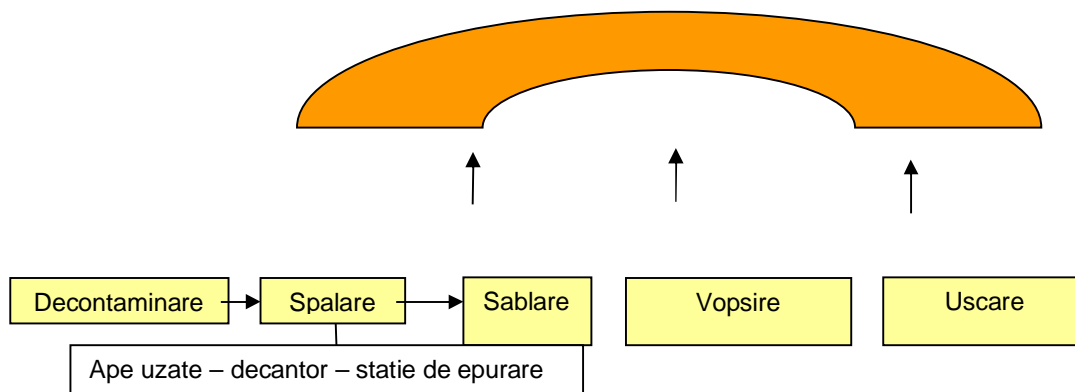 Decontaminare
Spalare
Sablare
Vopsire
Uscare
Ape uzate – decantor – statie de epurare